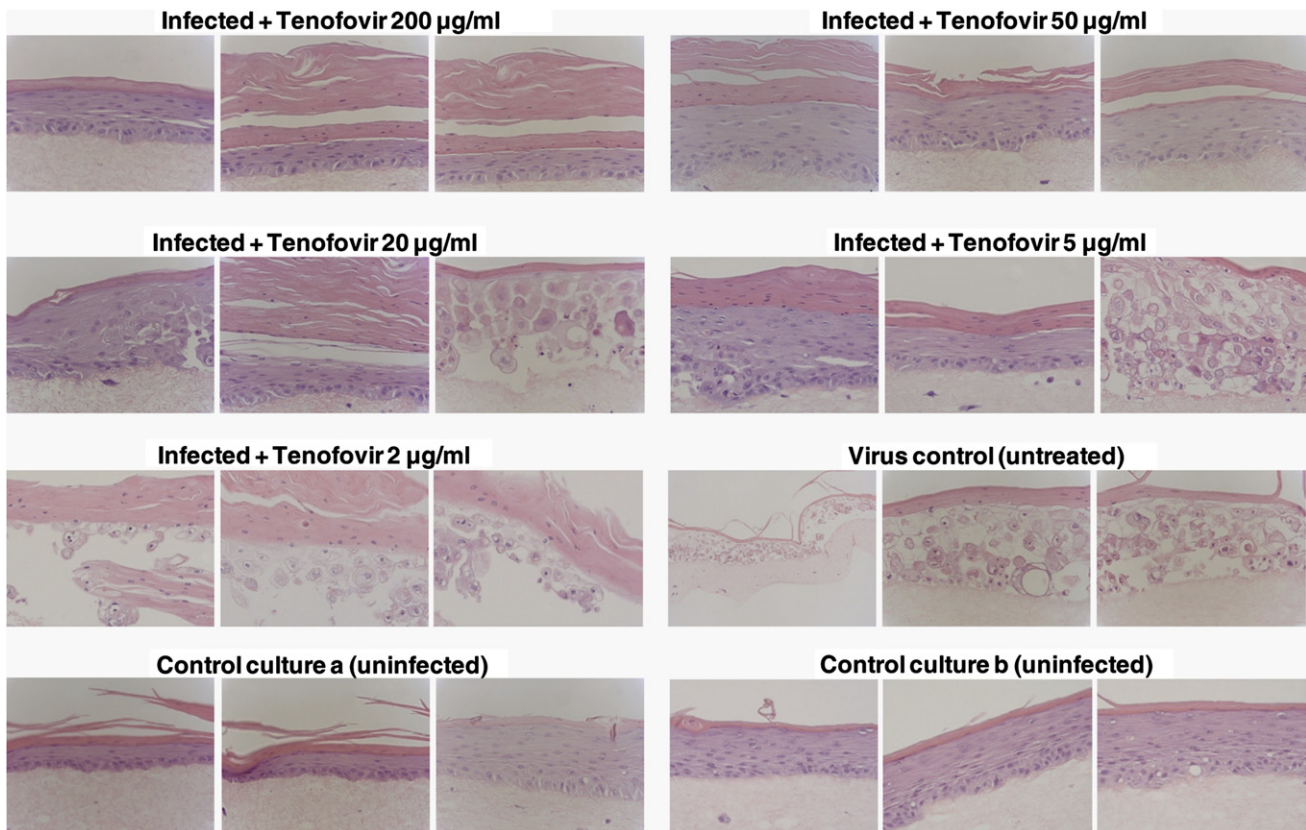 Infected + Tenofovir 200 µg/ml
Infected + Tenofovir 50 µg/ml
Infected + Tenofovir 20 µg/ml
Infected + Tenofovir 5 µg/ml
Infected + Tenofovir 2 µg/ml
Virus control (untreated)
Control culture a (uninfected)
Control culture b (uninfected)